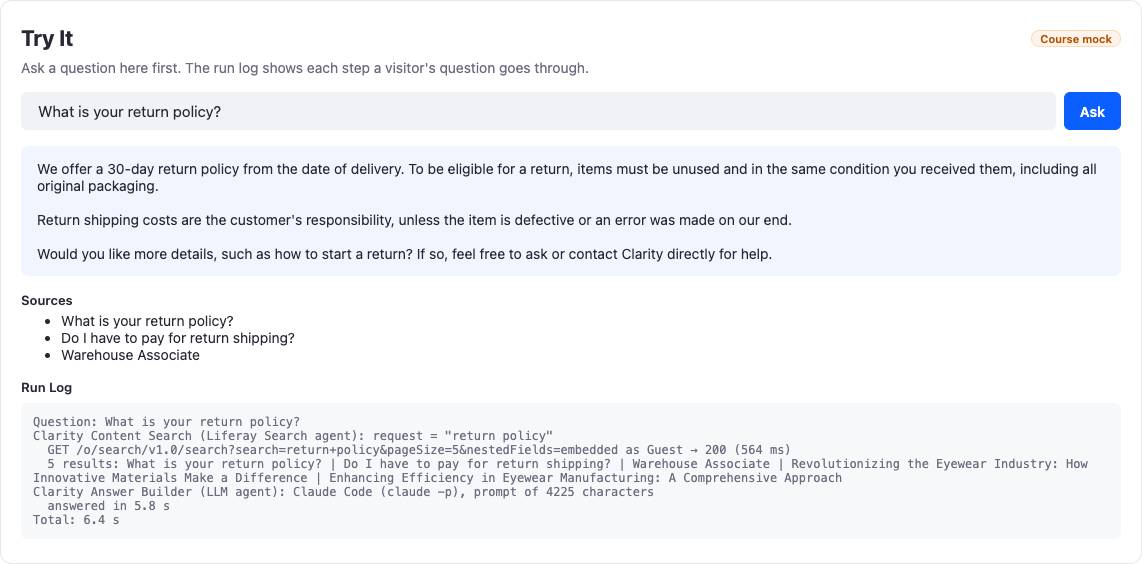 Try It
Course mock
Ask a question here first. The run log shows each step a visitor's question goes through.
What is your return policy?
Ask
We offer a 30-day return policy from the date of delivery. To be eligible for a return, items must be unused and in the same condition you received them, including all
original packaging.
Return shipping costs are the customer's responsibility, unless the item is defective or an error was made on our end.
Would you like more details, such as how to start a return? If so, feel free to ask or contact Clarity directly for help.
Sources
• What is your return policy?
• Do I have to pay for return shipping?
• Warehouse Associate
Run Log
Question: What is your return policy?
Clarity Content Search (Liferay Search agent): request = "return policy"
GET /o/search/v1.0/search?search=return+policy&pageSize=5&nestedFields=embedded as Guest → 200 (564 ms)
5 results: What is your return policy? | Do I have to pay for return shipping? | Warehouse Associate | Revolutionizing the Eyewear Industry: How
Innovative Materials Make a Difference | Enhancing Efficiency in Eyewear Manufacturing: A Comprehensive Approach
Clarity Answer Builder (LLM agent): Claude Code (claude -p), prompt of 4225 characters
answered in 5.8 s
Total: 6.4 s